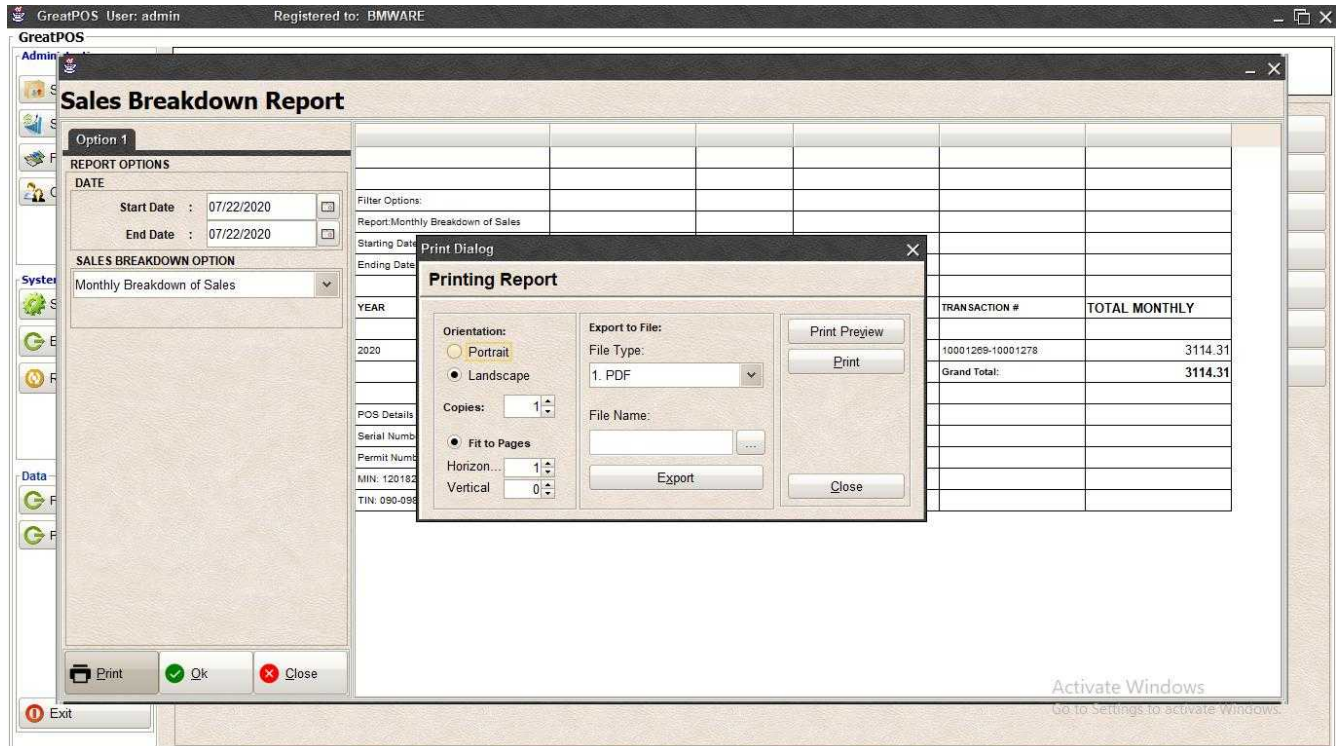 GreatPOS User: admin Registered to: BMWARE
GreatPOS
Sales Breakdown Report
Option 1
REPORT OPTIONS
DATE
Start Date : 07/22/2020
End Date : 07/22/2020
SALES BREAKDOWN OPTION
Monthly Breakdown of Sales
Print
Ok
Close
Filter Options:
Report:Monthly Breakdown of Sales
Starting Date
Ending Date
YEAR TRANSACTION # TOTAL MONTHLY
2020 10001269-10001278 3114.31
Grand Total: 3114.31
POS Details
Serial
Permit
MIN: 120182
TIN: 090-098
Print Dialog
Printing Report
Orientation:
Portrait
Landscape
Copies: 1
Fit to Pages
Horizon... 1
Vertical 0
Export to File:
File Type:
1. PDF
File Name:
...
Export
Print Preview
Print
Close
Data
Exit
Activate Windows
Go to Settings to activate Windows.